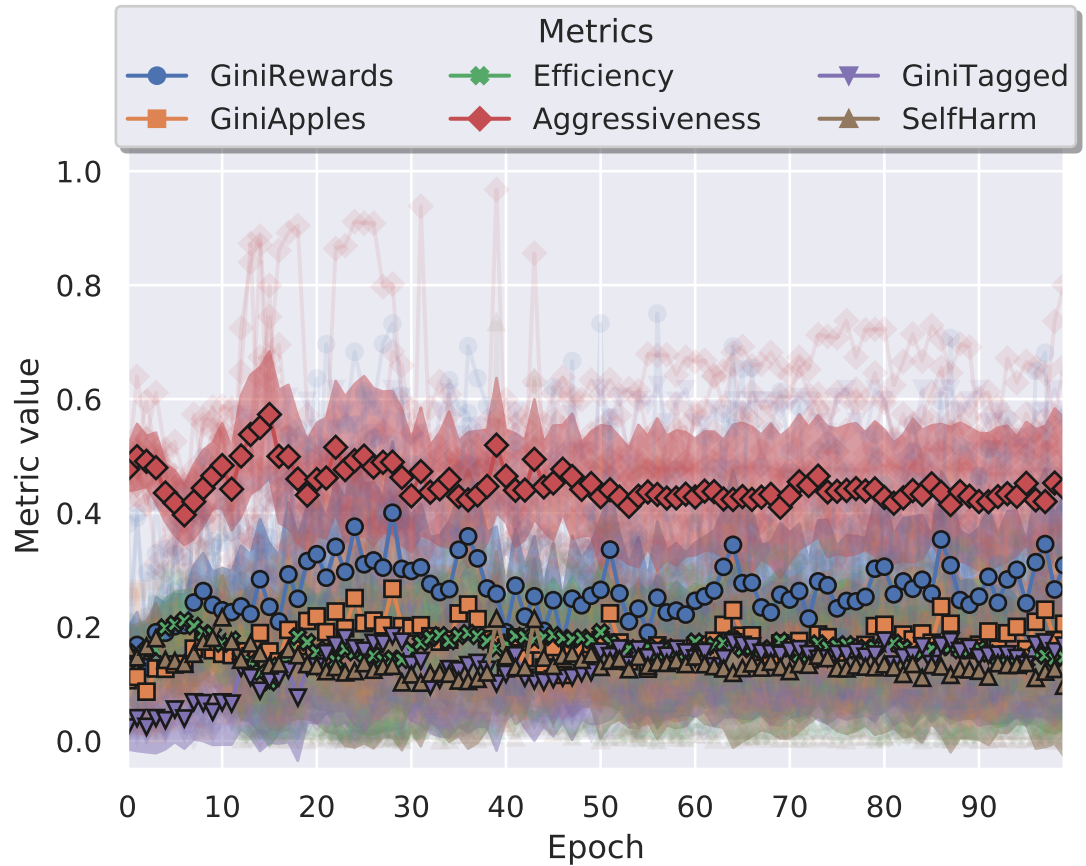 Metrics
GiniRewards Efficiency GiniTagged
GiniApples Aggressiveness SelfHarm
1.0
0.8
0.6
0.4
0.2
0.0
Metric value
0 10 20 30 40 50 60 70 80 90
Epoch